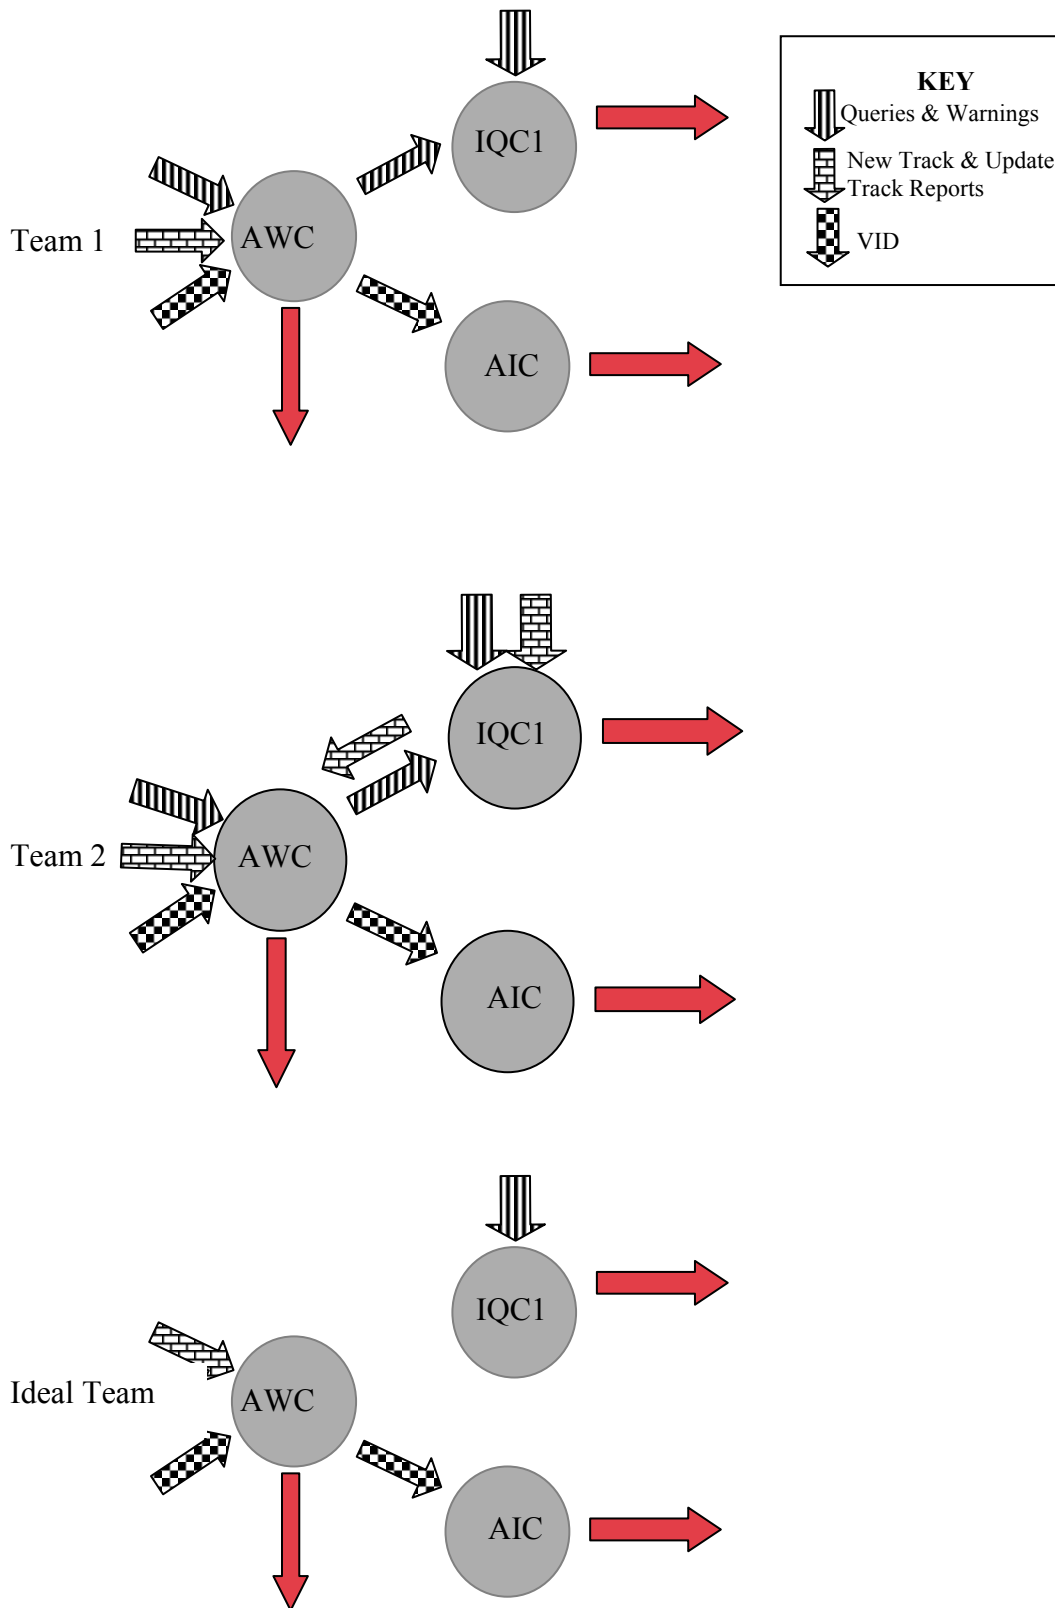 KEY
Queries & Warnings
New Track & Update
Track Reports
VID
IQC1
Team 1
AWC
AIC
IQC1
Team 2
AWC
AIC
IQC1
Ideal Team
AWC
AIC